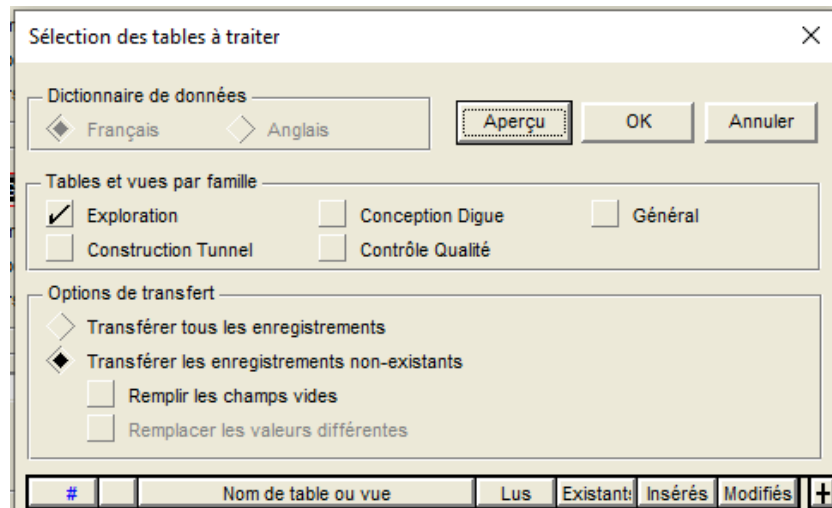 Sélection des tables à traiter
Dictionnaire de données
Français Anglais
Aperçu OK Annuler
Tables et vues par famille
Exploration Conception Digue Général
Construction Tunnel Contrôle Qualité
Options de transfert
Transférer tous les enregistrements
Transférer les enregistrements non-existants
Remplir les champs vides
Remplacer les valeurs différentes
# Nom de table ou vue Lus Existants Insérés Modifiés +